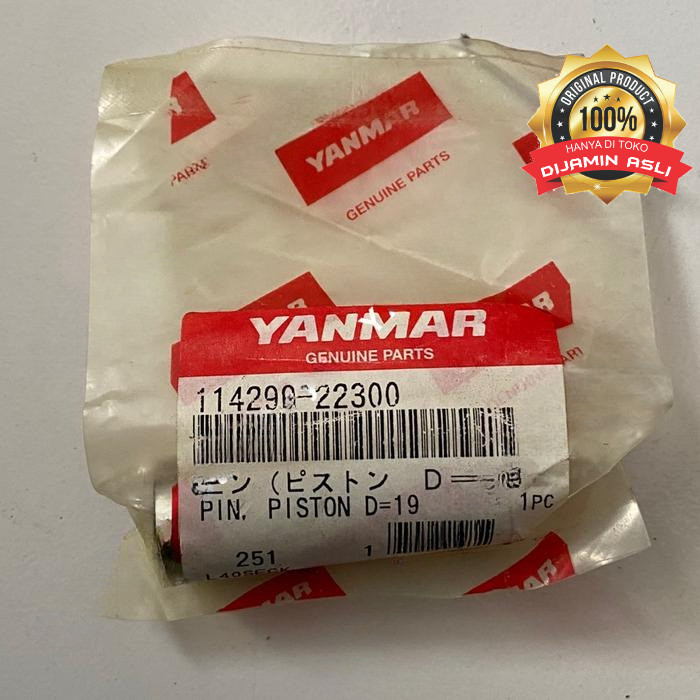 ORIGINAL PRODUCT
100%
HANYA DI TOKO
DIJAMIN ASLI
YANMAR
GENUINE PARTS
YANMAR
GENUINE PARTS
114290-22300
ピン (ピストン D=
PIN, PISTON D=19
1PC
251
1